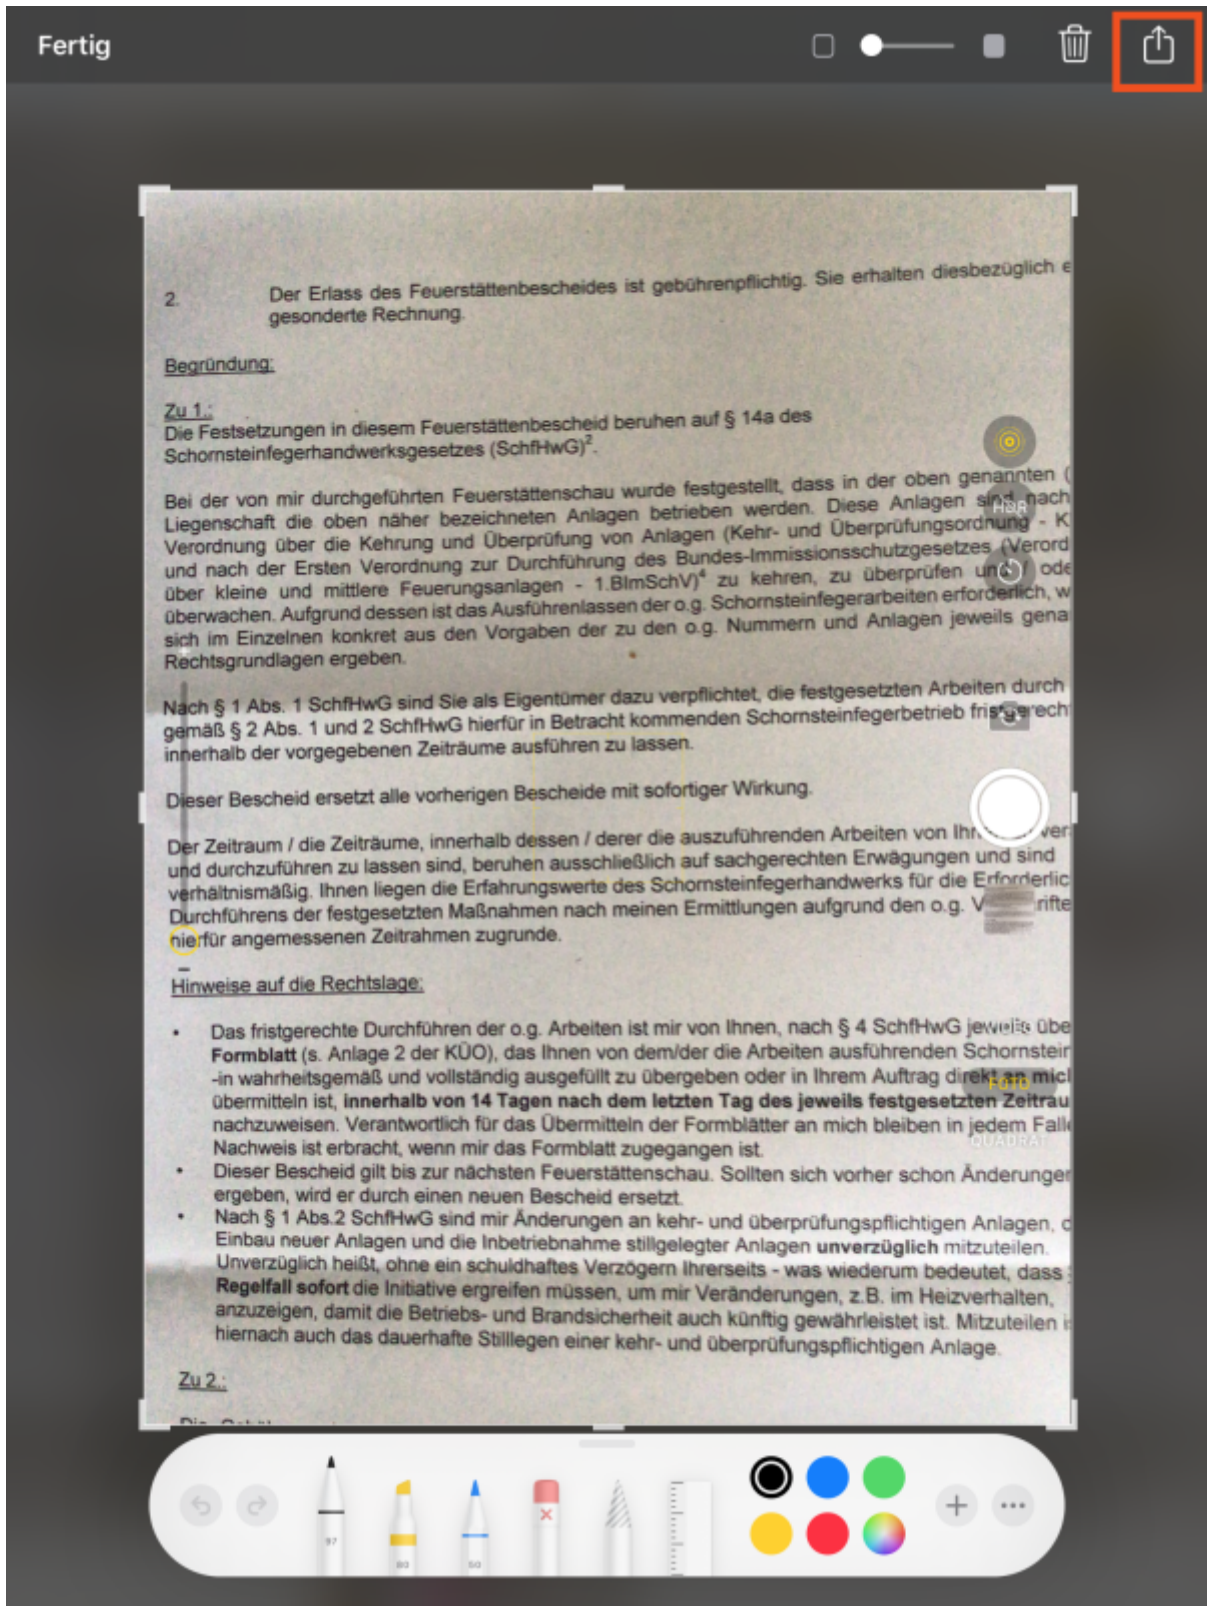 Fertig
2. Der Erlass des Feuerstättenbescheides ist gebührenpflichtig. Sie erhalten diesbezüglich e
gesonderte Rechnung.
Begründung:
Zu 1.:
Die Festsetzungen in diesem Feuerstättenbescheid beruhen auf § 14a des
Schornsteinfegerhandwerksgesetzes (SchfHwG)².
Bei der von mir durchgeführten Feuerstättenschau wurde festgestellt, dass in der oben genannten (
Liegenschaft die oben näher bezeichneten Anlagen betrieben werden. Diese Anlagen sind nach
HDR
Verordnung über die Kehrung und Überprüfung von Anlagen (Kehr- und Überprüfungsordnung - K
und nach der Ersten Verordnung zur Durchführung des Bundes-Immissionsschutzgesetzes (Verord
über kleine und mittlere Feuerungsanlagen - 1.BImSchV)⁴ zu kehren, zu überprüfen und / ode
überwachen. Aufgrund dessen ist das Ausführenlassen der o.g. Schornsteinfegerarbeiten erforderlich, w
sich im Einzelnen konkret aus den Vorgaben der zu den o.g. Nummern und Anlagen jeweils gena
Rechtsgrundlagen ergeben.
Nach § 1 Abs. 1 SchfHwG sind Sie als Eigentümer dazu verpflichtet, die festgesetzten Arbeiten durch
gemäß § 2 Abs. 1 und 2 SchfHwG hierfür in Betracht kommenden Schornsteinfegerbetrieb fristgerech
innerhalb der vorgegebenen Zeiträume ausführen zu lassen.
Dieser Bescheid ersetzt alle vorherigen Bescheide mit sofortiger Wirkung.
Der Zeitraum / die Zeiträume, innerhalb dessen / derer die auszuführenden Arbeiten von Ihr ver
und durchzuführen zu lassen sind, beruhen ausschließlich auf sachgerechten Erwägungen und sind
verhältnismäßig. Ihnen liegen die Erfahrungswerte des Schornsteinfegerhandwerks für die Erforderlic
Durchführens der festgesetzten Maßnahmen nach meinen Ermittlungen aufgrund den o.g. V rifte
hierfür angemessenen Zeitrahmen zugrunde.
Hinweise auf die Rechtslage:
• Das fristgerechte Durchführen der o.g. Arbeiten ist mir von Ihnen, nach § 4 SchfHwG jeweils übe
Formblatt (s. Anlage 2 der KÜO), das Ihnen von dem/der die Arbeiten ausführenden Schornstein
-in wahrheitsgemäß und vollständig ausgefüllt zu übergeben oder in Ihrem Auftrag direkt an mich
FOTO
übermitteln ist, innerhalb von 14 Tagen nach dem letzten Tag des jeweils festgesetzten Zeitrau
nachzuweisen. Verantwortlich für das Übermitteln der Formblätter an mich bleiben in jedem Falle
QUADRAT
Nachweis ist erbracht, wenn mir das Formblatt zugegangen ist.
• Dieser Bescheid gilt bis zur nächsten Feuerstättenschau. Sollten sich vorher schon Änderungen
ergeben, wird er durch einen neuen Bescheid ersetzt.
• Nach § 1 Abs.2 SchfHwG sind mir Änderungen an kehr- und überprüfungspflichtigen Anlagen, d
Einbau neuer Anlagen und die Inbetriebnahme stillgelegter Anlagen unverzüglich mitzuteilen.
Unverzüglich heißt, ohne ein schuldhaftes Verzögern Ihrerseits - was wiederum bedeutet, dass
Regelfall sofort die Initiative ergreifen müssen, um mir Veränderungen, z.B. im Heizverhalten,
anzuzeigen, damit die Betriebs- und Brandsicherheit auch künftig gewährleistet ist. Mitzuteilen i
hiernach auch das dauerhafte Stilllegen einer kehr- und überprüfungspflichtigen Anlage.
Zu 2.:
97
80
50